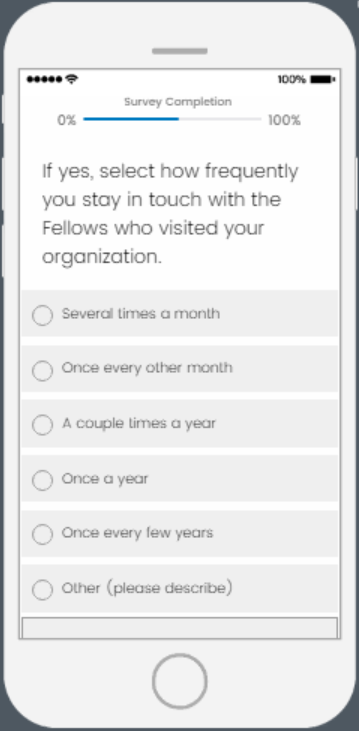 100%
Survey Completion
0% 100%
If yes, select how frequently
you stay in touch with the
Fellows who visited your
organization.
Several times a month
Once every other month
A couple times a year
Once a year
Once every few years
Other (please describe)